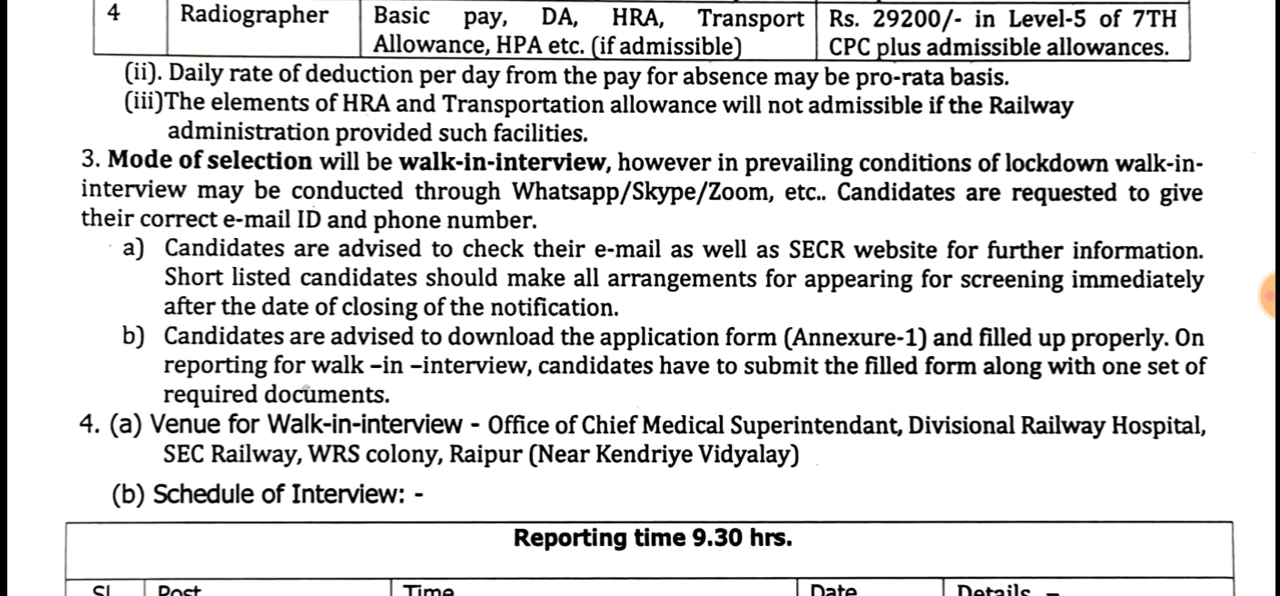 4 Radiographer Basic pay, DA, HRA, Transport Rs. 29200/- in Level-5 of 7TH
Allowance, HPA etc. (if admissible) CPC plus admissible allowances.
(ii). Daily rate of deduction per day from the pay for absence may be pro-rata basis.
(iii)The elements of HRA and Transportation allowance will not admissible if the Railway
administration provided such facilities.
3. Mode of selection will be walk-in-interview, however in prevailing conditions of lockdown walk-in-
interview may be conducted through Whatsapp/Skype/Zoom, etc.. Candidates are requested to give
their correct e-mail ID and phone number.
a) Candidates are advised to check their e-mail as well as SECR website for further information.
Short listed candidates should make all arrangements for appearing for screening immediately
after the date of closing of the notification.
b) Candidates are advised to download the application form (Annexure-1) and filled up properly. On
reporting for walk –in –interview, candidates have to submit the filled form along with one set of
required documents.
4. (a) Venue for Walk-in-interview - Office of Chief Medical Superintendant, Divisional Railway Hospital,
SEC Railway, WRS colony, Raipur (Near Kendriye Vidyalay)
(b) Schedule of Interview: -
Reporting time 9.30 hrs.
Sl Post Time Date Details –